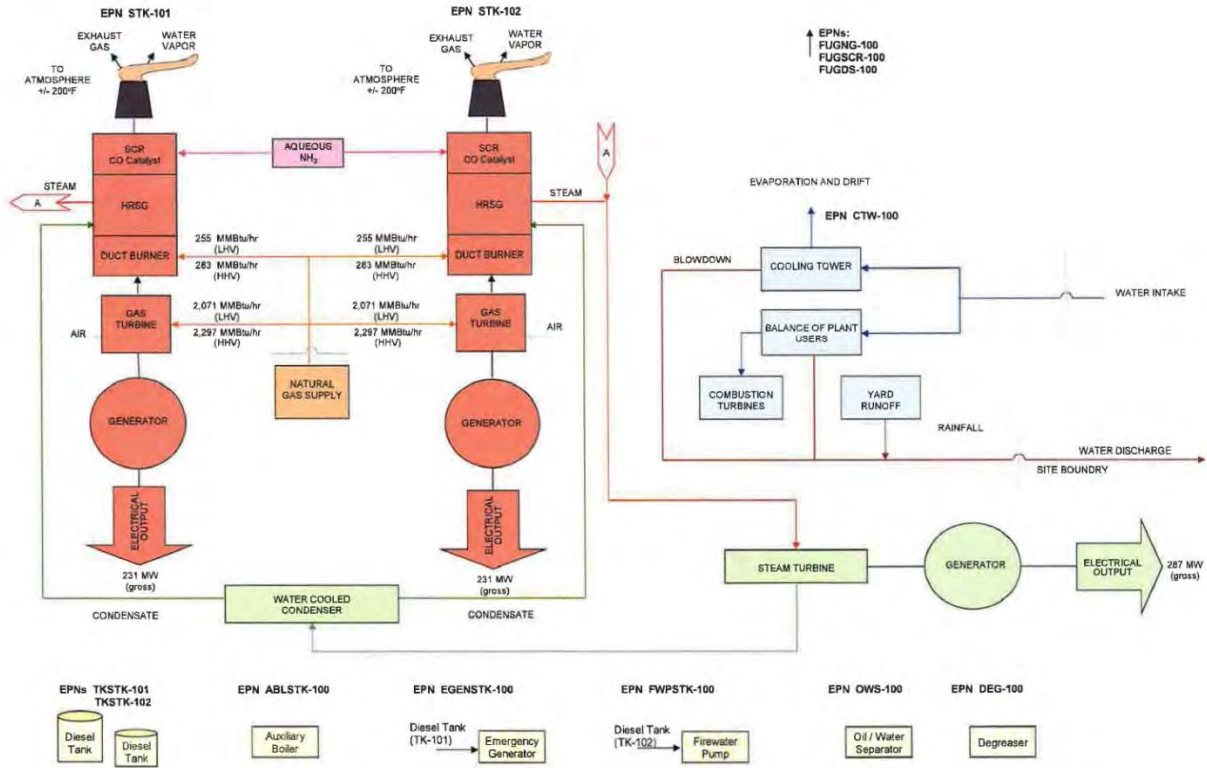 EPN STK-101
EPN STK-102
EXHAUST
GAS
WATER
VAPOR
TO
ATMOSPHERE
+/- 200ºF
EXHAUST
GAS
WATER
VAPOR
TO
ATMOSPHERE
+/- 200ºF
EPNs:
FUGNG-100
FUGSCR-100
FUGDS-100
SCR
CO Catalyst
AQUEOUS
NH3
SCR
CO Catalyst
A
STEAM
A
HRSG
HRSG
STEAM
EVAPORATION AND DRIFT
EPN CTW-100
DUCT BURNER
255 MMBtu/hr
(LHV)
283 MMBtu/hr
(HHV)
255 MMBtu/hr
(LHV)
283 MMBtu/hr
(HHV)
DUCT BURNER
BLOWDOWN
COOLING TOWER
WATER INTAKE
GAS
TURBINE
AIR
2,071 MMBtu/hr
(LHV)
2,297 MMBtu/hr
(HHV)
2,071 MMBtu/hr
(LHV)
2,297 MMBtu/hr
(HHV)
GAS
TURBINE
AIR
BALANCE OF PLANT
USERS
NATURAL
GAS SUPPLY
COMBUSTION
TURBINES
YARD
RUNOFF
GENERATOR
GENERATOR
RAINFALL
WATER DISCHARGE
SITE BOUNDRY
ELECTRICAL
OUTPUT
ELECTRICAL
OUTPUT
231 MW
(gross)
231 MW
(gross)
STEAM TURBINE
GENERATOR
ELECTRICAL
OUTPUT
287 MW
(gross)
CONDENSATE
WATER COOLED
CONDENSER
CONDENSATE
EPNs TKSTK-101
TKSTK-102
EPN ABLSTK-100
EPN EGENSTK-100
EPN FWPSTK-100
EPN OWS-100
EPN DEG-100
Diesel
Tank
Diesel
Tank
Auxiliary
Boiler
Diesel Tank
(TK-101)
Emergency
Generator
Diesel Tank
(TK-102)
Firewater
Pump
Oil / Water
Separator
Degreaser